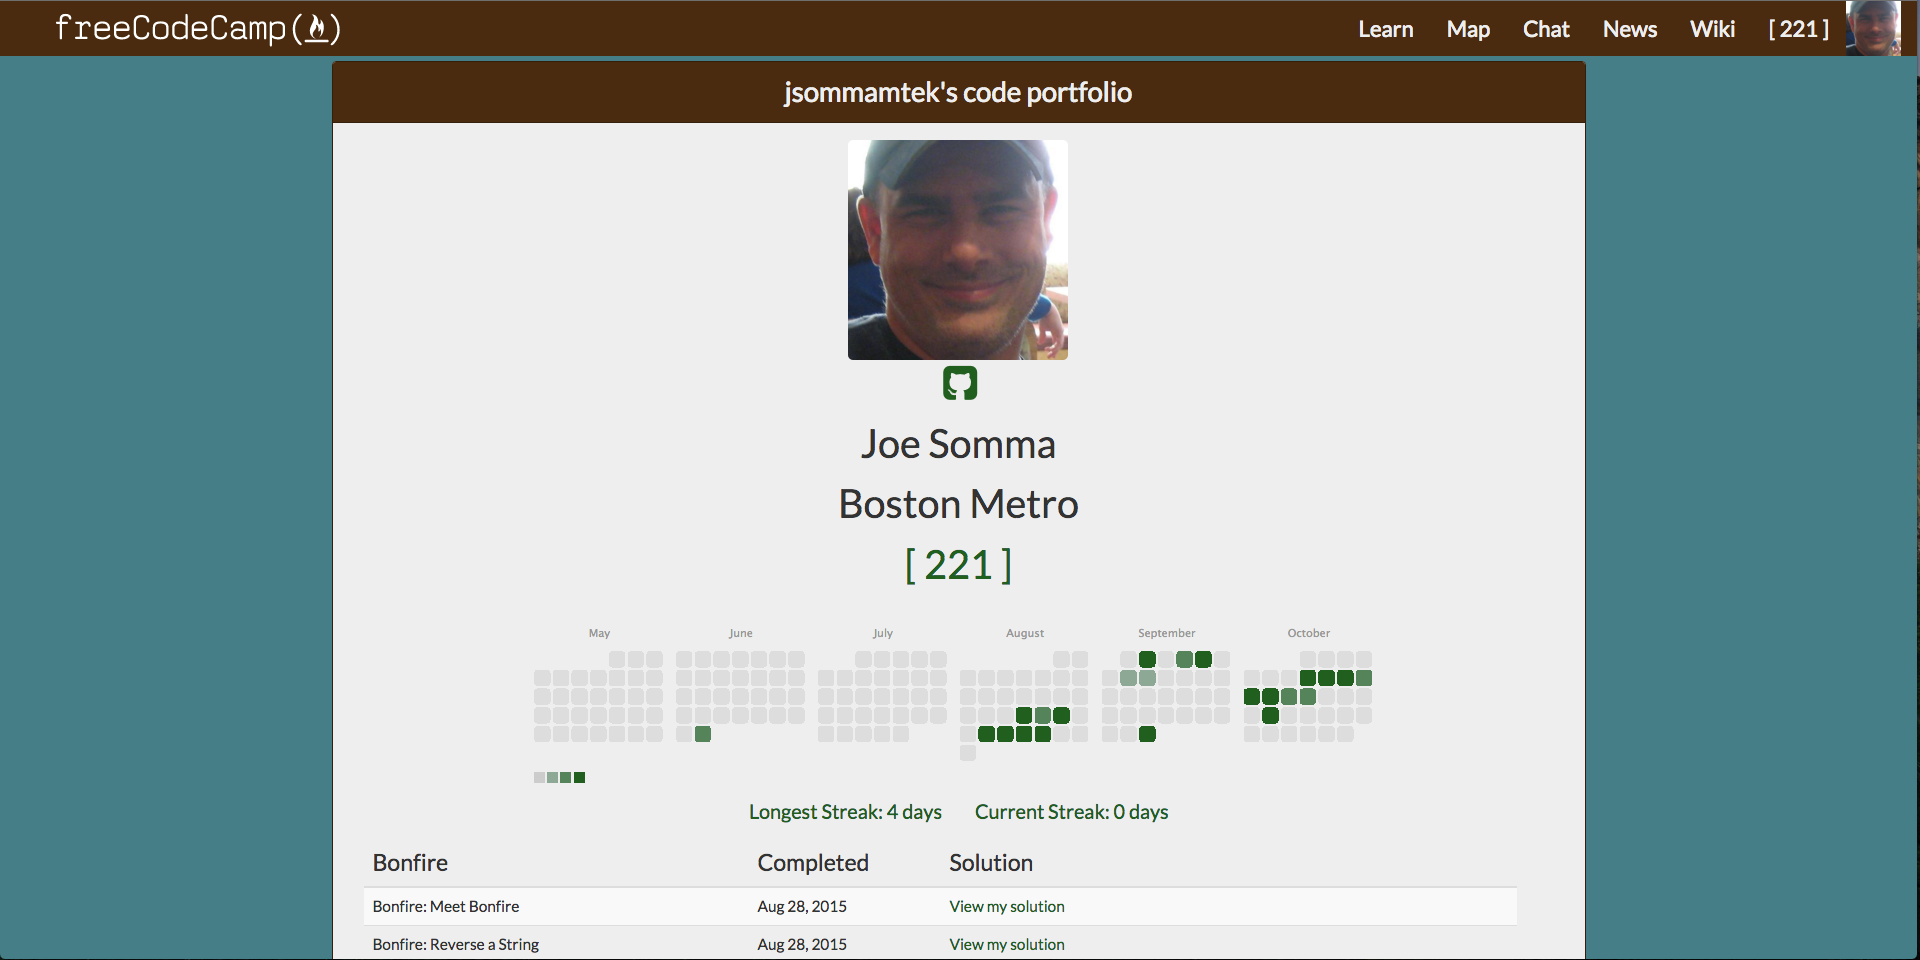 freeCodeCamp( )
Learn Map Chat News Wiki [ 221 ]
jsommamtek's code portfolio
Joe Somma
Boston Metro
[ 221 ]
May June July August September October
Longest Streak: 4 days Current Streak: 0 days
Bonfire Completed Solution
Bonfire: Meet Bonfire Aug 28, 2015 View my solution
Bonfire: Reverse a String Aug 28, 2015 View my solution